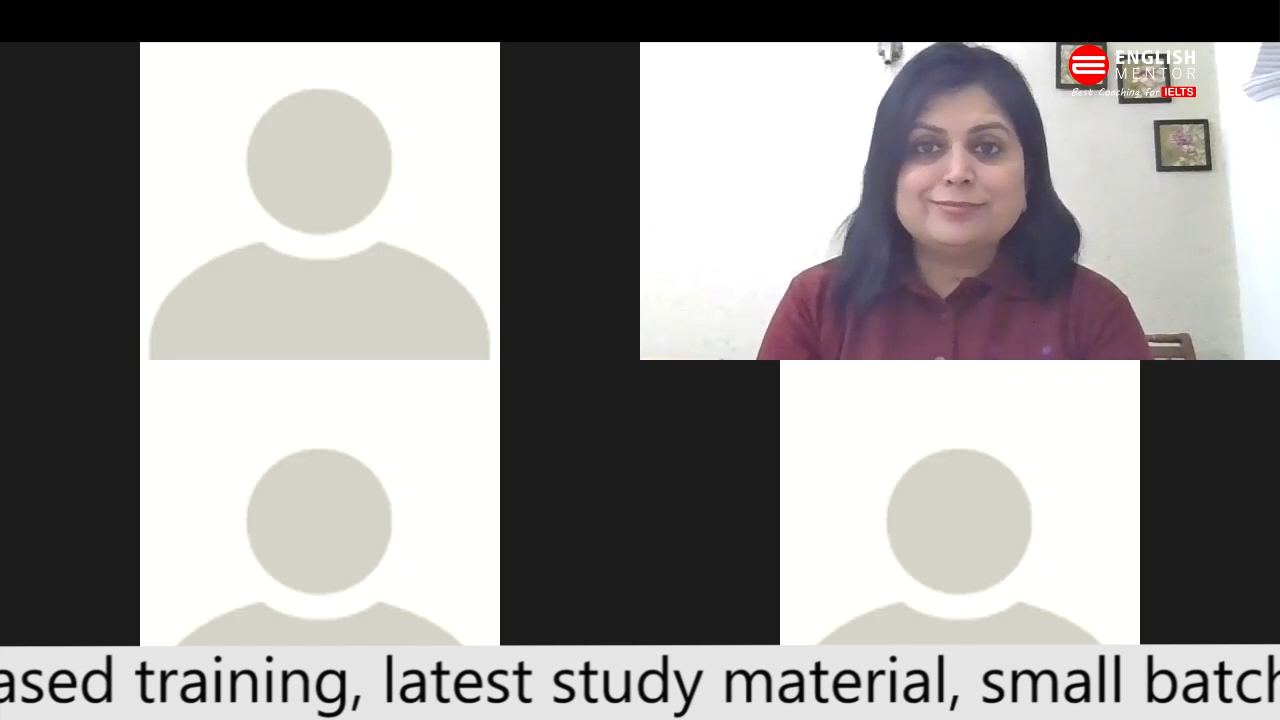 ENGLISH
MENTOR
Best Coaching for IELTS
ased training, latest study material, small batch